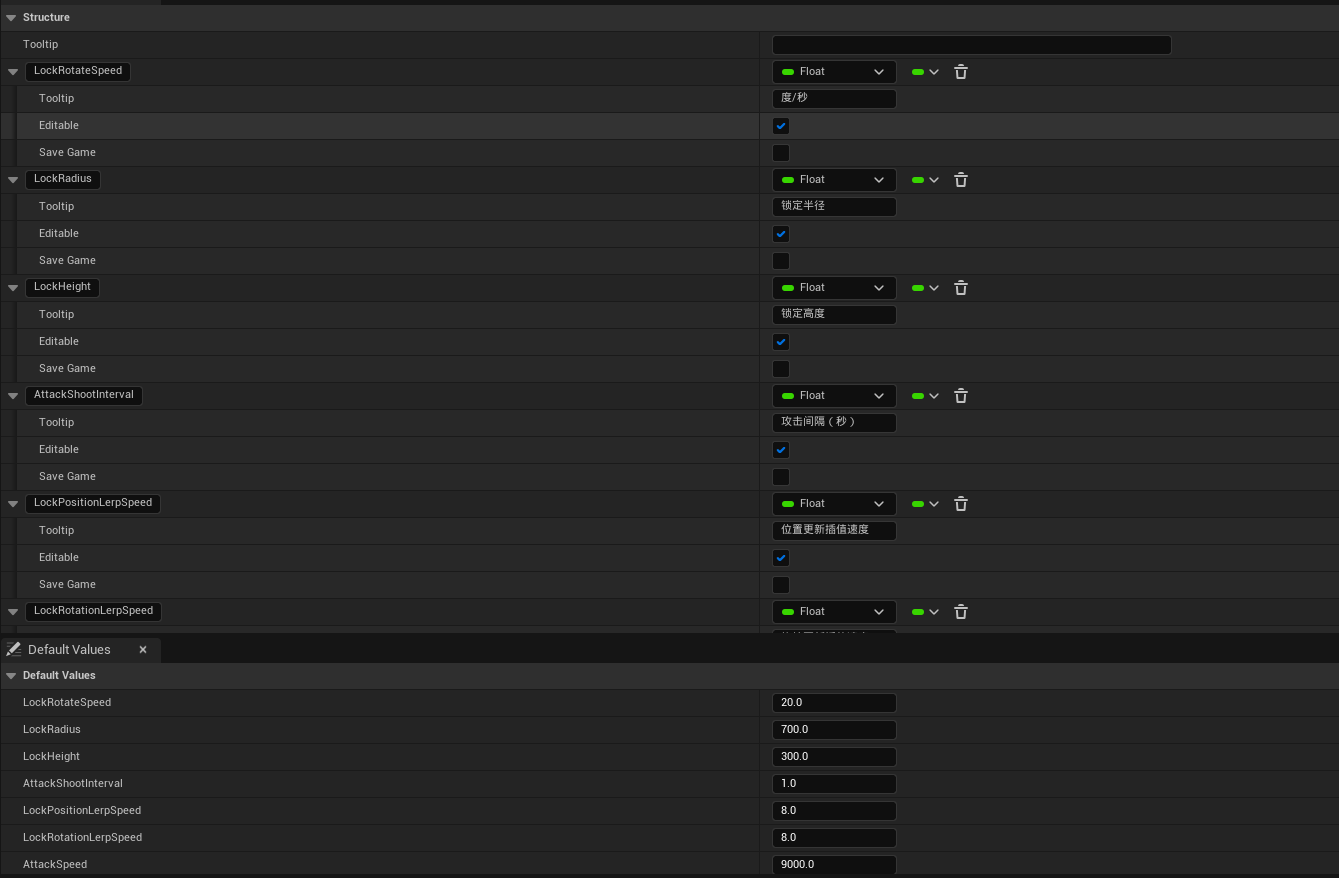 Structure
Tooltip
LockRotateSpeed Float
Tooltip 度/秒
Editable
Save Game
LockRadius Float
Tooltip 锁定半径
Editable
Save Game
LockHeight Float
Tooltip 锁定高度
Editable
Save Game
AttackShootInterval Float
Tooltip 攻击间隔（秒）
Editable
Save Game
LockPositionLerpSpeed Float
Tooltip 位置更新插值速度
Editable
Save Game
LockRotationLerpSpeed Float
Default Values
Default Values
LockRotateSpeed 20.0
LockRadius 700.0
LockHeight 300.0
AttackShootInterval 1.0
LockPositionLerpSpeed 8.0
LockRotationLerpSpeed 8.0
AttackSpeed 9000.0